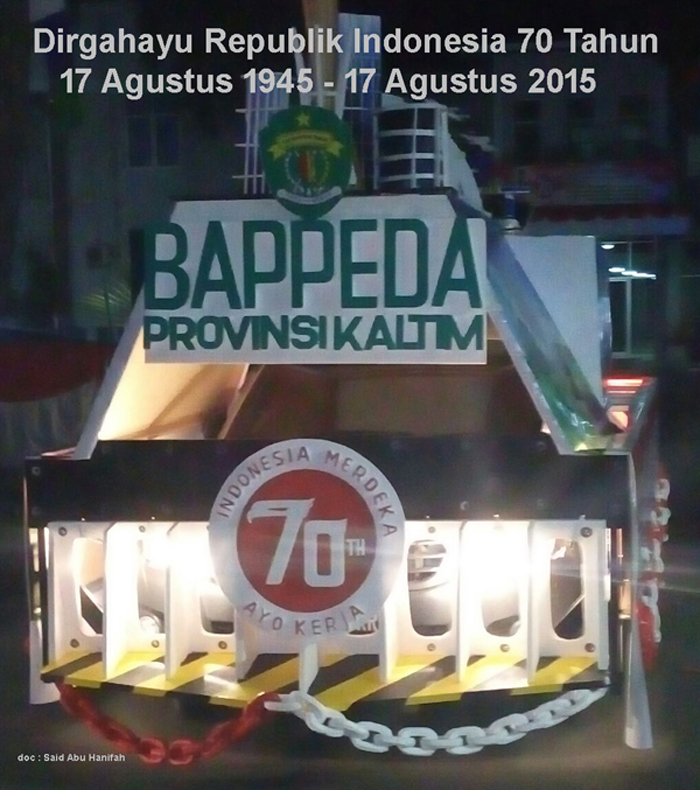 Dirgahayu Republik Indonesia 70 Tahun
17 Agustus 1945 - 17 Agustus 2015
BAPPEDA
PROVINSI KALTIM
INDONESIA MERDEKA
70TH
AYO KERJA
doc : Said Abu Hanifah